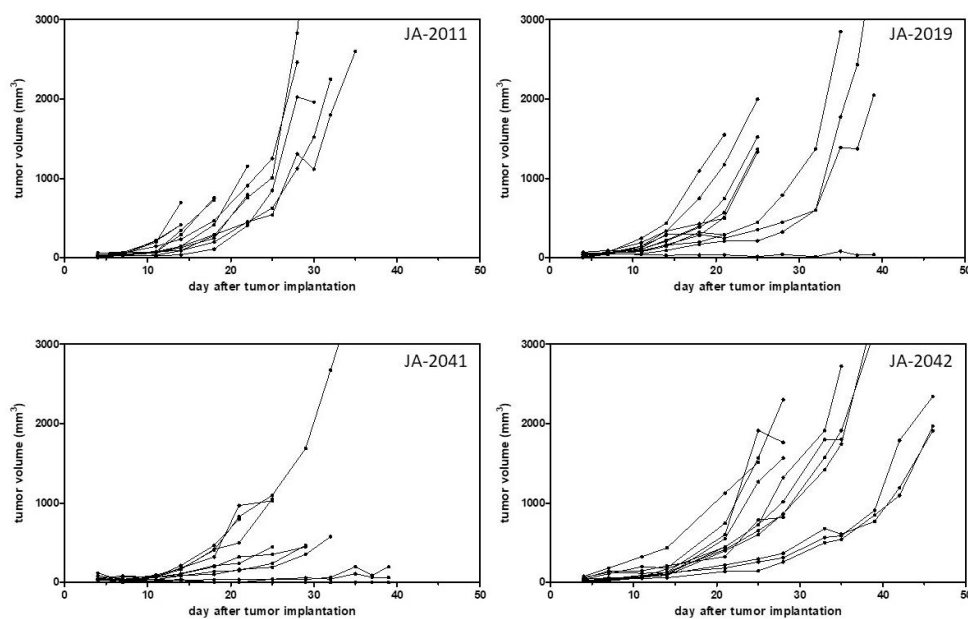 JA-2011
tumor volume (mm³)
3000
2000
1000
0
0 10 20 30 40 50
day after tumor implantation
JA-2019
tumor volume (mm³)
3000
2000
1000
0
0 10 20 30 40 50
day after tumor implantation
JA-2041
tumor volume (mm³)
3000
2000
1000
0
0 10 20 30 40 50
day after tumor implantation
JA-2042
tumor volume (mm³)
3000
2000
1000
0
0 10 20 30 40 50
day after tumor implantation